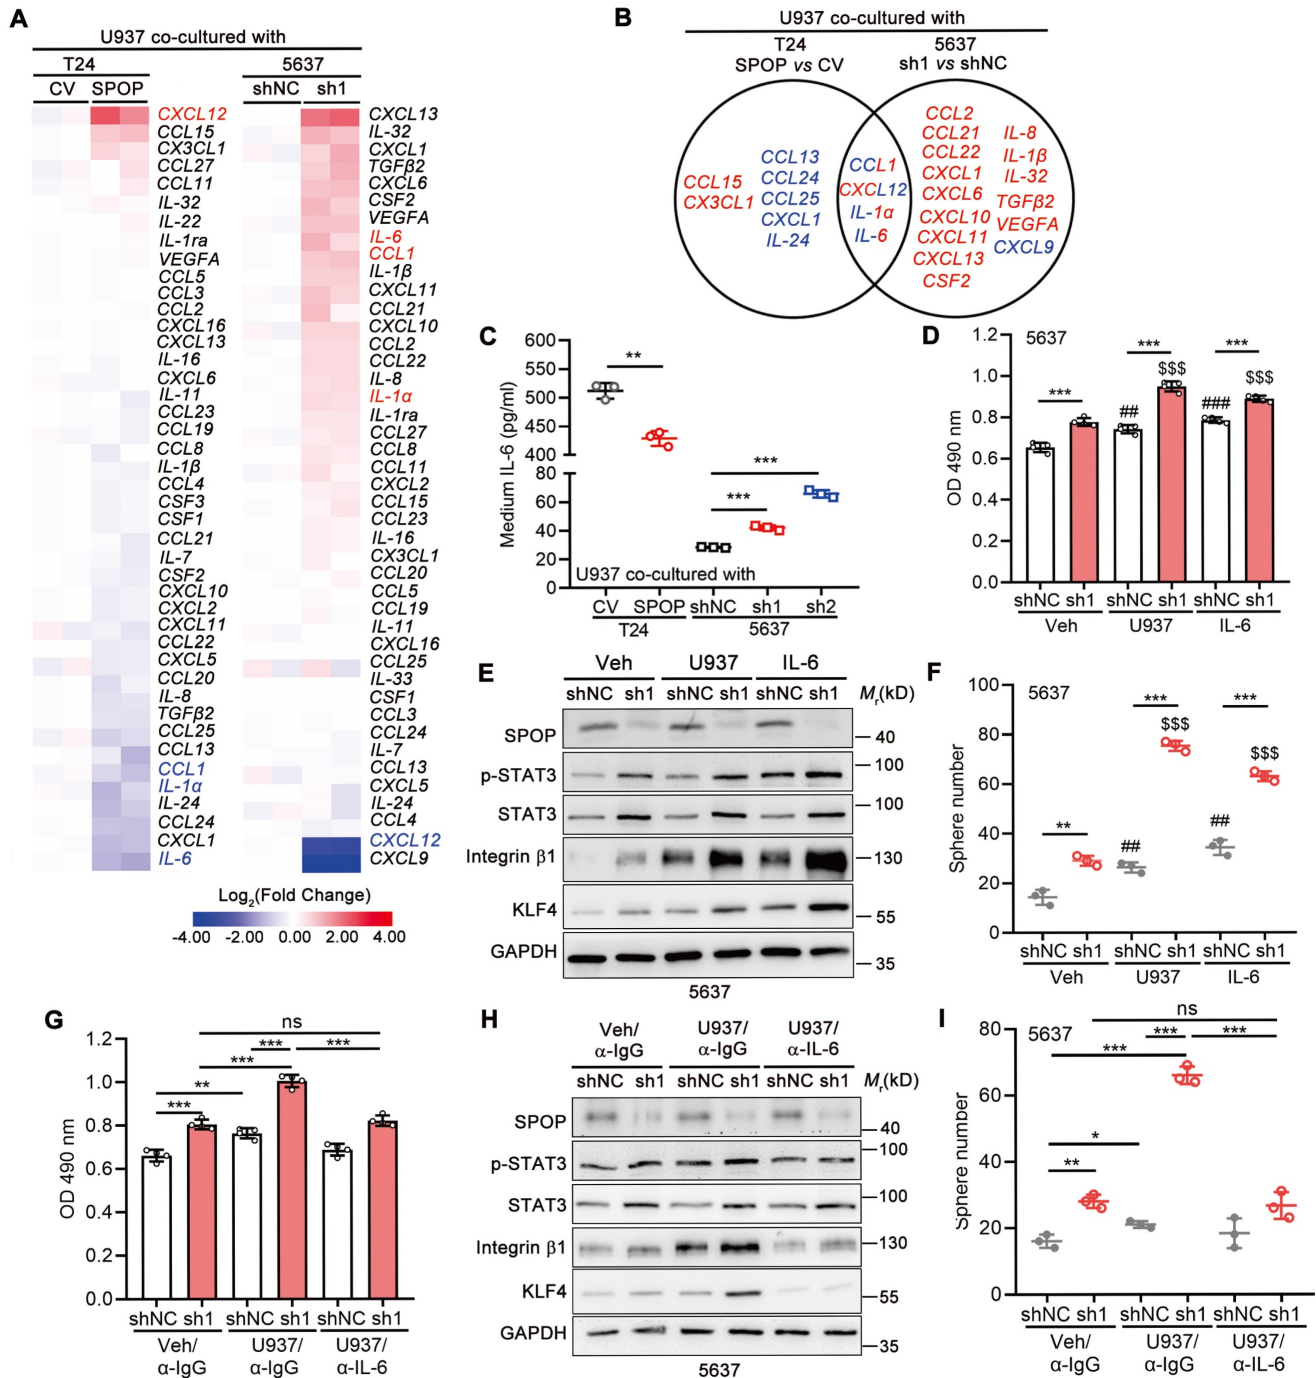 A
U937 co-cultured with
T24
5637
CV SPOP
shNC sh1
CXCL12
CCL15
CX3CL1
CCL27
CCL11
IL-32
IL-22
IL-1ra
VEGFA
CCL5
CCL3
CCL2
CXCL16
CXCL13
IL-16
CXCL6
IL-11
CCL23
CCL19
CCL8
IL-1β
CCL4
CSF3
CSF1
CCL21
IL-7
CSF2
CXCL10
CXCL2
CXCL11
CCL22
CXCL5
CCL20
IL-8
TGFβ2
CCL25
CCL13
CCL1
IL-1α
IL-24
CCL24
CXCL1
IL-6
CXCL13
IL-32
CXCL1
TGFβ2
CXCL6
CSF2
VEGFA
IL-6
CCL1
IL-1β
CXCL11
CCL21
CXCL10
CCL2
CCL22
IL-8
IL-1α
IL-1ra
CCL27
CCL8
CCL11
CXCL2
CCL15
CCL23
IL-16
CX3CL1
CCL20
CCL5
CCL19
IL-11
CXCL16
CCL25
IL-33
CSF1
CCL3
CCL24
IL-7
CCL13
CXCL5
IL-24
CCL4
CXCL12
CXCL9
Log2(Fold Change)
-4.00 -2.00 0.00 2.00 4.00
B
U937 co-cultured with
T24
SPOP vs CV
5637
sh1 vs shNC
CCL15
CX3CL1
CCL13
CCL24
CCL25
CXCL1
IL-24
CCL1
CXCL12
IL-1α
IL-6
CCL2
CCL21
CCL22
CXCL1
CXCL6
CXCL10
CXCL11
CXCL13
CSF2
IL-8
IL-1β
IL-32
TGFβ2
VEGFA
CXCL9
C
Medium IL-6 (pg/ml)
600
550
500
450
400
80
60
40
20
0
**
***
***
U937 co-cultured with
CV SPOP shNC sh1 sh2
T24 5637
D
5637
OD 490 nm
1.2
1.0
0.8
0.6
0.4
0.2
0.0
*** *** ***
## $$$ ### $$$
shNC sh1 shNC sh1 shNC sh1
Veh U937 IL-6
E
Veh U937 IL-6
shNC sh1 shNC sh1 shNC sh1 Mr(kD)
SPOP 40
p-STAT3 100
STAT3 100
Integrin β1 130
KLF4 55
GAPDH 35
5637
F
5637
Sphere number
100
80
60
40
20
0
** *** ***
## $$$ ## $$$
shNC sh1 shNC sh1 shNC sh1
Veh U937 IL-6
G
OD 490 nm
1.2
1.0
0.8
0.6
0.4
0.2
0.0
ns
*** ***
***
**
***
shNC sh1 shNC sh1 shNC sh1
Veh/ U937/ U937/
α-IgG α-IgG α-IL-6
H
Veh/ U937/ U937/
α-IgG α-IgG α-IL-6
shNC sh1 shNC sh1 shNC sh1 Mr(kD)
SPOP 40
p-STAT3 100
STAT3 100
Integrin β1 130
KLF4 55
GAPDH 35
5637
I
5637
Sphere number
80
60
40
20
0
ns
*** ***
***
*
**
shNC sh1 shNC sh1 shNC sh1
Veh/ U937/ U937/
α-IgG α-IgG α-IL-6